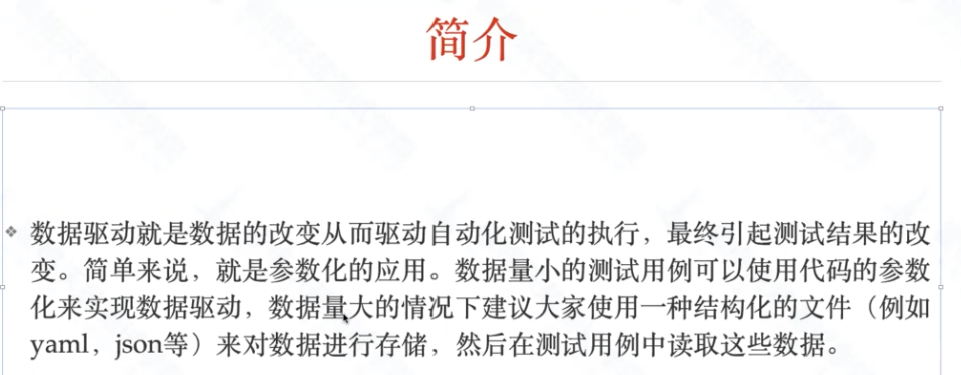 简介
数据驱动就是数据的改变从而驱动自动化测试的执行，最终引起测试结果的改
变。简单来说，就是参数化的应用。数据量小的测试用例可以使用代码的参数
化来实现数据驱动，数据量大的情况下建议大家使用一种结构化的文件（例如
yaml，json等）来对数据进行存储，然后在测试用例中读取这些数据。